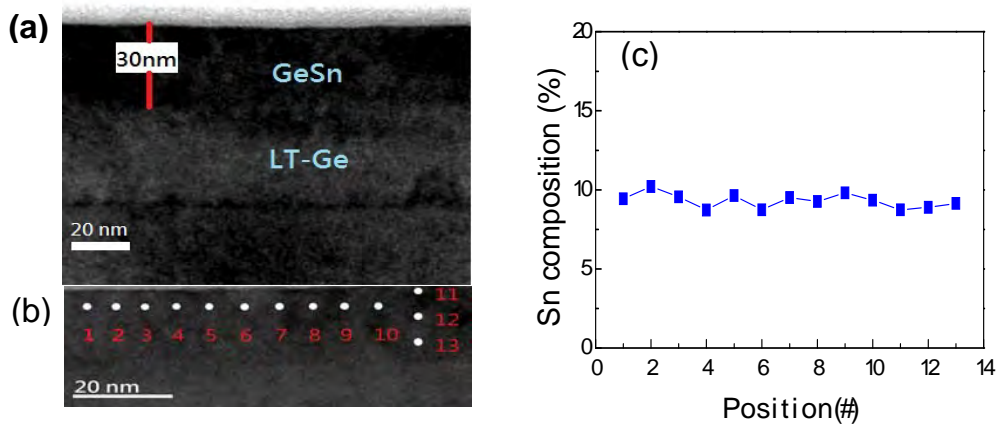 (a)
30nm
GeSn
LT-Ge
20 nm
(b)
1 2 3 4 5 6 7 8 9 10
11
12
13
20 nm
(c)
20
15
10
5
0
0 2 4 6 8 10 12 14
Sn composition (%)
Position(#)